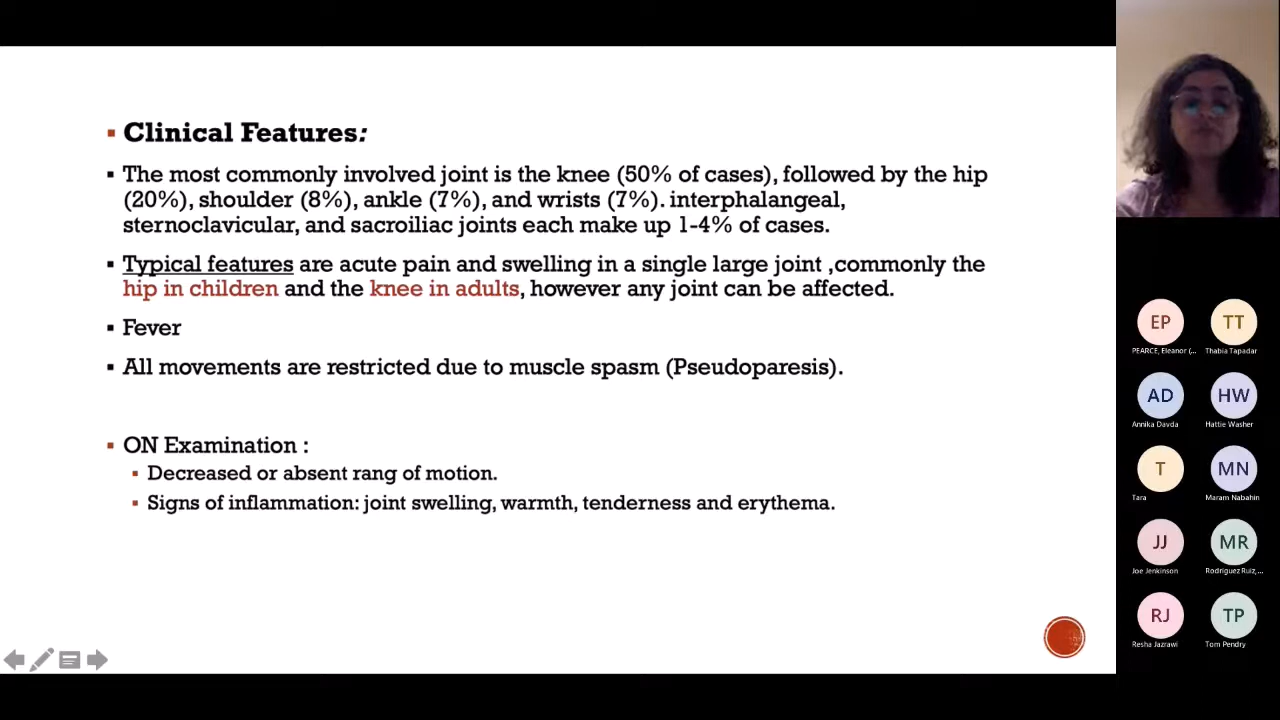 Clinical Features:
The most commonly involved joint is the knee (50% of cases), followed by the hip
(20%), shoulder (8%), ankle (7%), and wrists (7%). interphalangeal,
sternoclavicular, and sacroiliac joints each make up 1-4% of cases.
Typical features are acute pain and swelling in a single large joint ,commonly the
hip in children and the knee in adults, however any joint can be affected.
Fever
All movements are restricted due to muscle spasm (Pseudoparesis).
ON Examination :
Decreased or absent rang of motion.
Signs of inflammation: joint swelling, warmth, tenderness and erythema.
EP
PEARCE, Eleanor (...
TT
Thabia Tapadar
AD
Annika Davda
HW
Hattie Washer
T
Tara
MN
Maram Nabahin
JJ
Joe Jenkinson
MR
Rodriguez Ruiz,...
RJ
Resha Jazrawi
TP
Tom Pendry